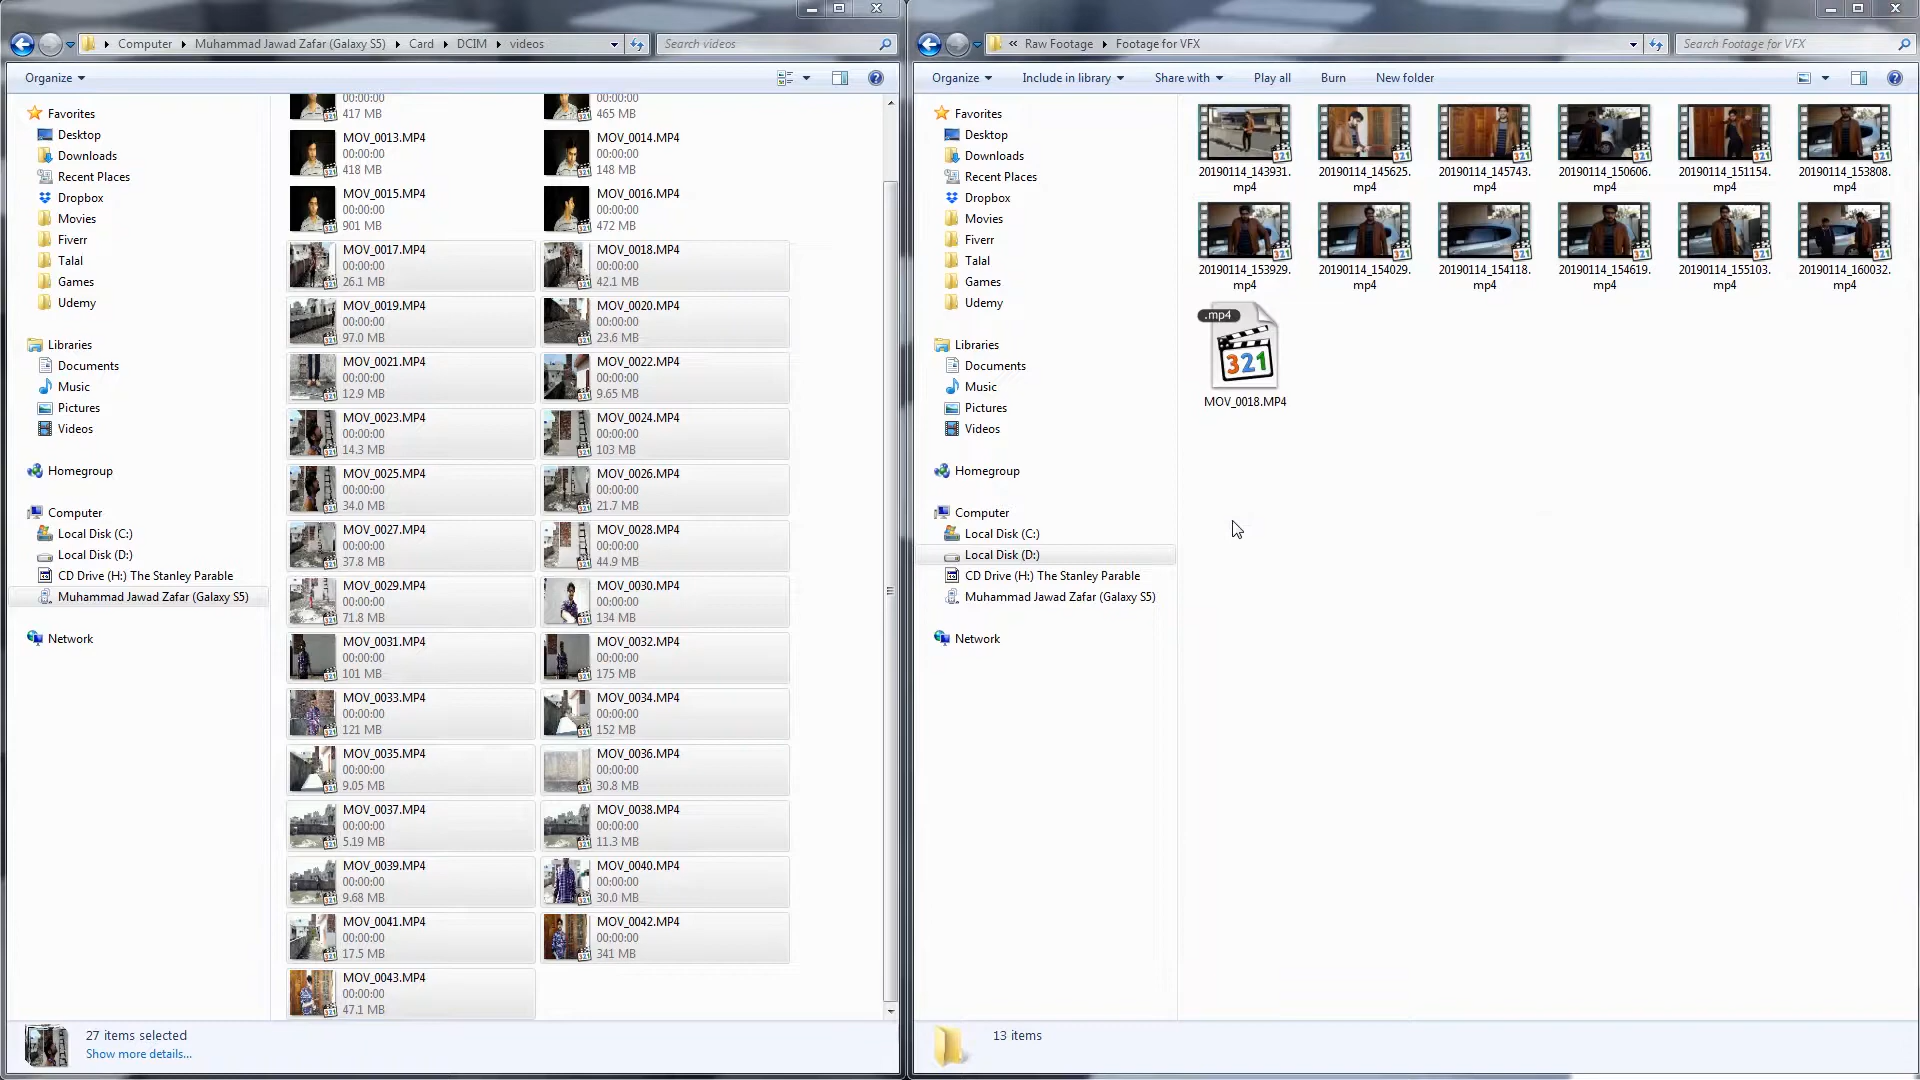 Computer Muhammad Jawad Zafar (Galaxy S5) Card DCIM videos
Search videos
Organize
Favorites
Desktop
Downloads
Recent Places
Dropbox
Movies
Fiverr
Talal
Games
Udemy
Libraries
Documents
Music
Pictures
Videos
Homegroup
Computer
Local Disk (C:)
Local Disk (D:)
CD Drive (H:) The Stanley Parable
Muhammad Jawad Zafar (Galaxy S5)
Network
00:00:00
417 MB
00:00:00
465 MB
MOV_0013.MP4
00:00:00
418 MB
MOV_0014.MP4
00:00:00
148 MB
MOV_0015.MP4
00:00:00
901 MB
MOV_0016.MP4
00:00:00
472 MB
MOV_0017.MP4
00:00:00
26.1 MB
MOV_0018.MP4
00:00:00
42.1 MB
MOV_0019.MP4
00:00:00
97.0 MB
MOV_0020.MP4
00:00:00
23.6 MB
MOV_0021.MP4
00:00:00
12.9 MB
MOV_0022.MP4
00:00:00
9.65 MB
MOV_0023.MP4
00:00:00
14.3 MB
MOV_0024.MP4
00:00:00
103 MB
MOV_0025.MP4
00:00:00
34.0 MB
MOV_0026.MP4
00:00:00
21.7 MB
MOV_0027.MP4
00:00:00
37.8 MB
MOV_0028.MP4
00:00:00
44.9 MB
MOV_0029.MP4
00:00:00
71.8 MB
MOV_0030.MP4
00:00:00
134 MB
MOV_0031.MP4
00:00:00
101 MB
MOV_0032.MP4
00:00:00
175 MB
MOV_0033.MP4
00:00:00
121 MB
MOV_0034.MP4
00:00:00
152 MB
MOV_0035.MP4
00:00:00
9.05 MB
MOV_0036.MP4
00:00:00
30.8 MB
MOV_0037.MP4
00:00:00
5.19 MB
MOV_0038.MP4
00:00:00
11.3 MB
MOV_0039.MP4
00:00:00
9.68 MB
MOV_0040.MP4
00:00:00
30.0 MB
MOV_0041.MP4
00:00:00
17.5 MB
MOV_0042.MP4
00:00:00
341 MB
MOV_0043.MP4
00:00:00
47.1 MB
27 items selected
Show more details...
« Raw Footage Footage for VFX
Search Footage for VFX
Organize Include in library Share with Play all Burn New folder
Favorites
Desktop
Downloads
Recent Places
Dropbox
Movies
Fiverr
Talal
Games
Udemy
Libraries
Documents
Music
Pictures
Videos
Homegroup
Computer
Local Disk (C:)
Local Disk (D:)
CD Drive (H:) The Stanley Parable
Muhammad Jawad Zafar (Galaxy S5)
Network
321 321 321 321 321 321
20190114_143931.
mp4
20190114_145625.
mp4
20190114_145743.
mp4
20190114_150606.
mp4
20190114_151154.
mp4
20190114_153808.
mp4
321 321 321 321 321 321
20190114_153929.
mp4
20190114_154029.
mp4
20190114_154118.
mp4
20190114_154619.
mp4
20190114_155103.
mp4
20190114_160032.
mp4
.mp4
321
MOV_0018.MP4
13 items